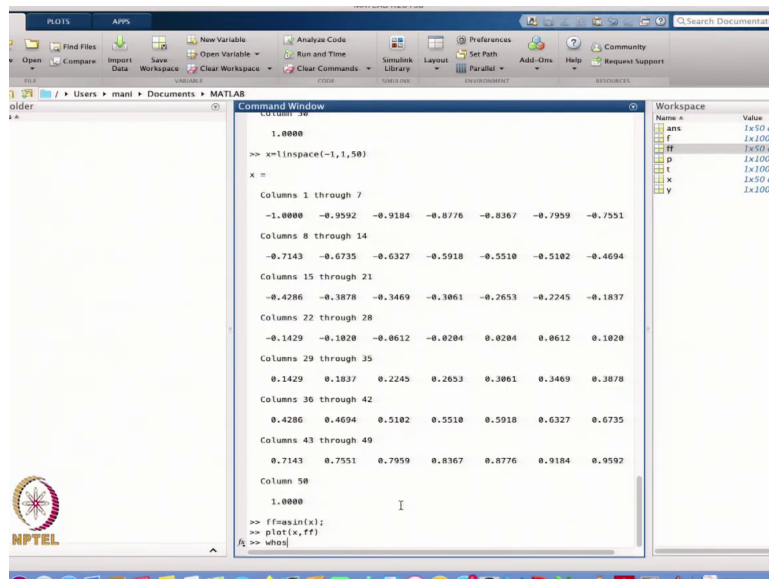 PLOTS APPS
Search Documentat
New Variable Analyze Code Preferences
Find Files Open Variable Run and Time Set Path Community
Open Compare Import Data Save Workspace Clear Workspace Clear Commands Simulink Library Layout Parallel Add-Ons Help Request Support
FILE VARIABLE CODE SIMULINK ENVIRONMENT RESOURCES
/ Users mani Documents MATLAB
older Command Window Workspace
Name Value
Column 50
1.0000
>> x=linspace(-1,1,50)
x =
Columns 1 through 7
-1.0000 -0.9592 -0.9184 -0.8776 -0.8367 -0.7959 -0.7551
Columns 8 through 14
-0.7143 -0.6735 -0.6327 -0.5918 -0.5510 -0.5102 -0.4694
Columns 15 through 21
-0.4286 -0.3878 -0.3469 -0.3061 -0.2653 -0.2245 -0.1837
Columns 22 through 28
-0.1429 -0.1020 -0.0612 -0.0204 0.0204 0.0612 0.1020
Columns 29 through 35
0.1429 0.1837 0.2245 0.2653 0.3061 0.3469 0.3878
Columns 36 through 42
0.4286 0.4694 0.5102 0.5510 0.5918 0.6327 0.6735
Columns 43 through 49
0.7143 0.7551 0.7959 0.8367 0.8776 0.9184 0.9592
Column 50
1.0000
>> ff=asin(x);
>> plot(x,ff)
fx >> whos
ans 1x50 d
f 1x100
ff 1x50 d
p 1x100
t 1x100
x 1x50 d
y 1x100
NPTEL